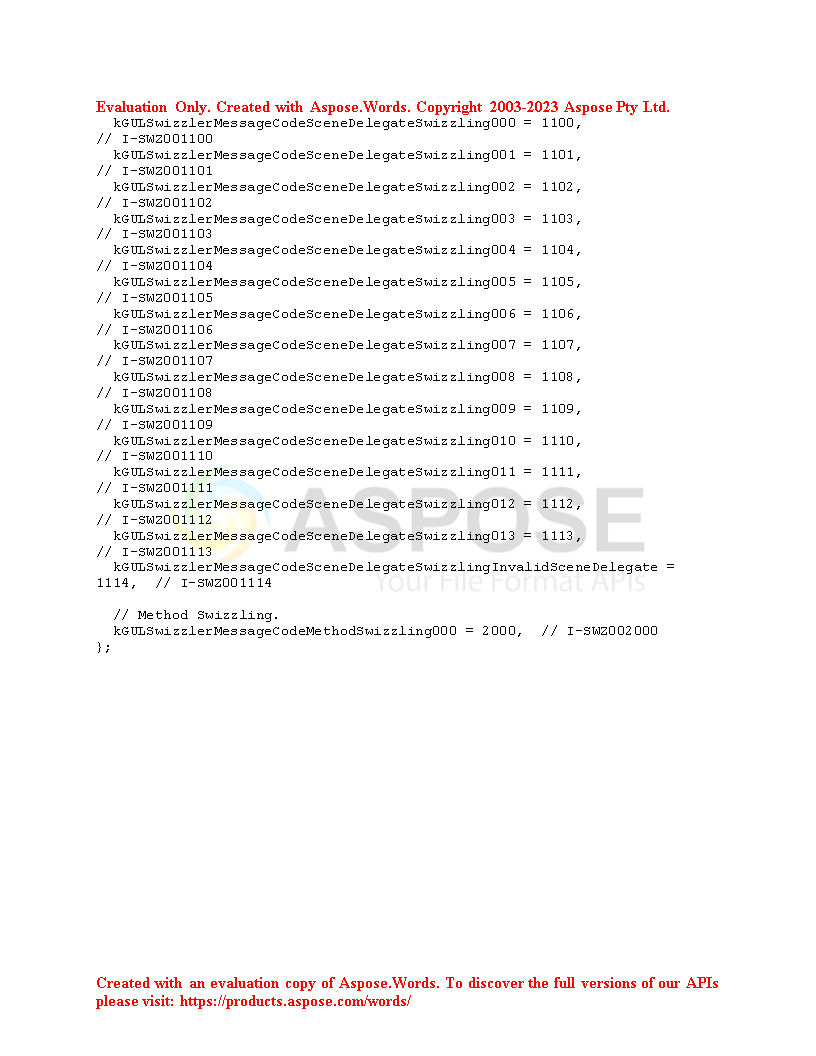 Evaluation Only. Created with Aspose.Words. Copyright 2003-2023 Aspose Pty Ltd.
kGULSwizzlerMessageCodeSceneDelegateSwizzling000 = 1100,
// I-SWZ001100
kGULSwizzlerMessageCodeSceneDelegateSwizzling001 = 1101,
// I-SWZ001101
kGULSwizzlerMessageCodeSceneDelegateSwizzling002 = 1102,
// I-SWZ001102
kGULSwizzlerMessageCodeSceneDelegateSwizzling003 = 1103,
// I-SWZ001103
kGULSwizzlerMessageCodeSceneDelegateSwizzling004 = 1104,
// I-SWZ001104
kGULSwizzlerMessageCodeSceneDelegateSwizzling005 = 1105,
// I-SWZ001105
kGULSwizzlerMessageCodeSceneDelegateSwizzling006 = 1106,
// I-SWZ001106
kGULSwizzlerMessageCodeSceneDelegateSwizzling007 = 1107,
// I-SWZ001107
kGULSwizzlerMessageCodeSceneDelegateSwizzling008 = 1108,
// I-SWZ001108
kGULSwizzlerMessageCodeSceneDelegateSwizzling009 = 1109,
// I-SWZ001109
kGULSwizzlerMessageCodeSceneDelegateSwizzling010 = 1110,
// I-SWZ001110
kGULSwizzlerMessageCodeSceneDelegateSwizzling011 = 1111,
// I-SWZ001111
kGULSwizzlerMessageCodeSceneDelegateSwizzling012 = 1112,
// I-SWZ001112
kGULSwizzlerMessageCodeSceneDelegateSwizzling013 = 1113,
// I-SWZ001113
kGULSwizzlerMessageCodeSceneDelegateSwizzlingInvalidSceneDelegate =
1114,  // I-SWZ001114
ASPOSE
Your File Format APIs
// Method Swizzling.
kGULSwizzlerMessageCodeMethodSwizzling000 = 2000,  // I-SWZ002000
};
Created with an evaluation copy of Aspose.Words. To discover the full versions of our APIs
please visit: https://products.aspose.com/words/